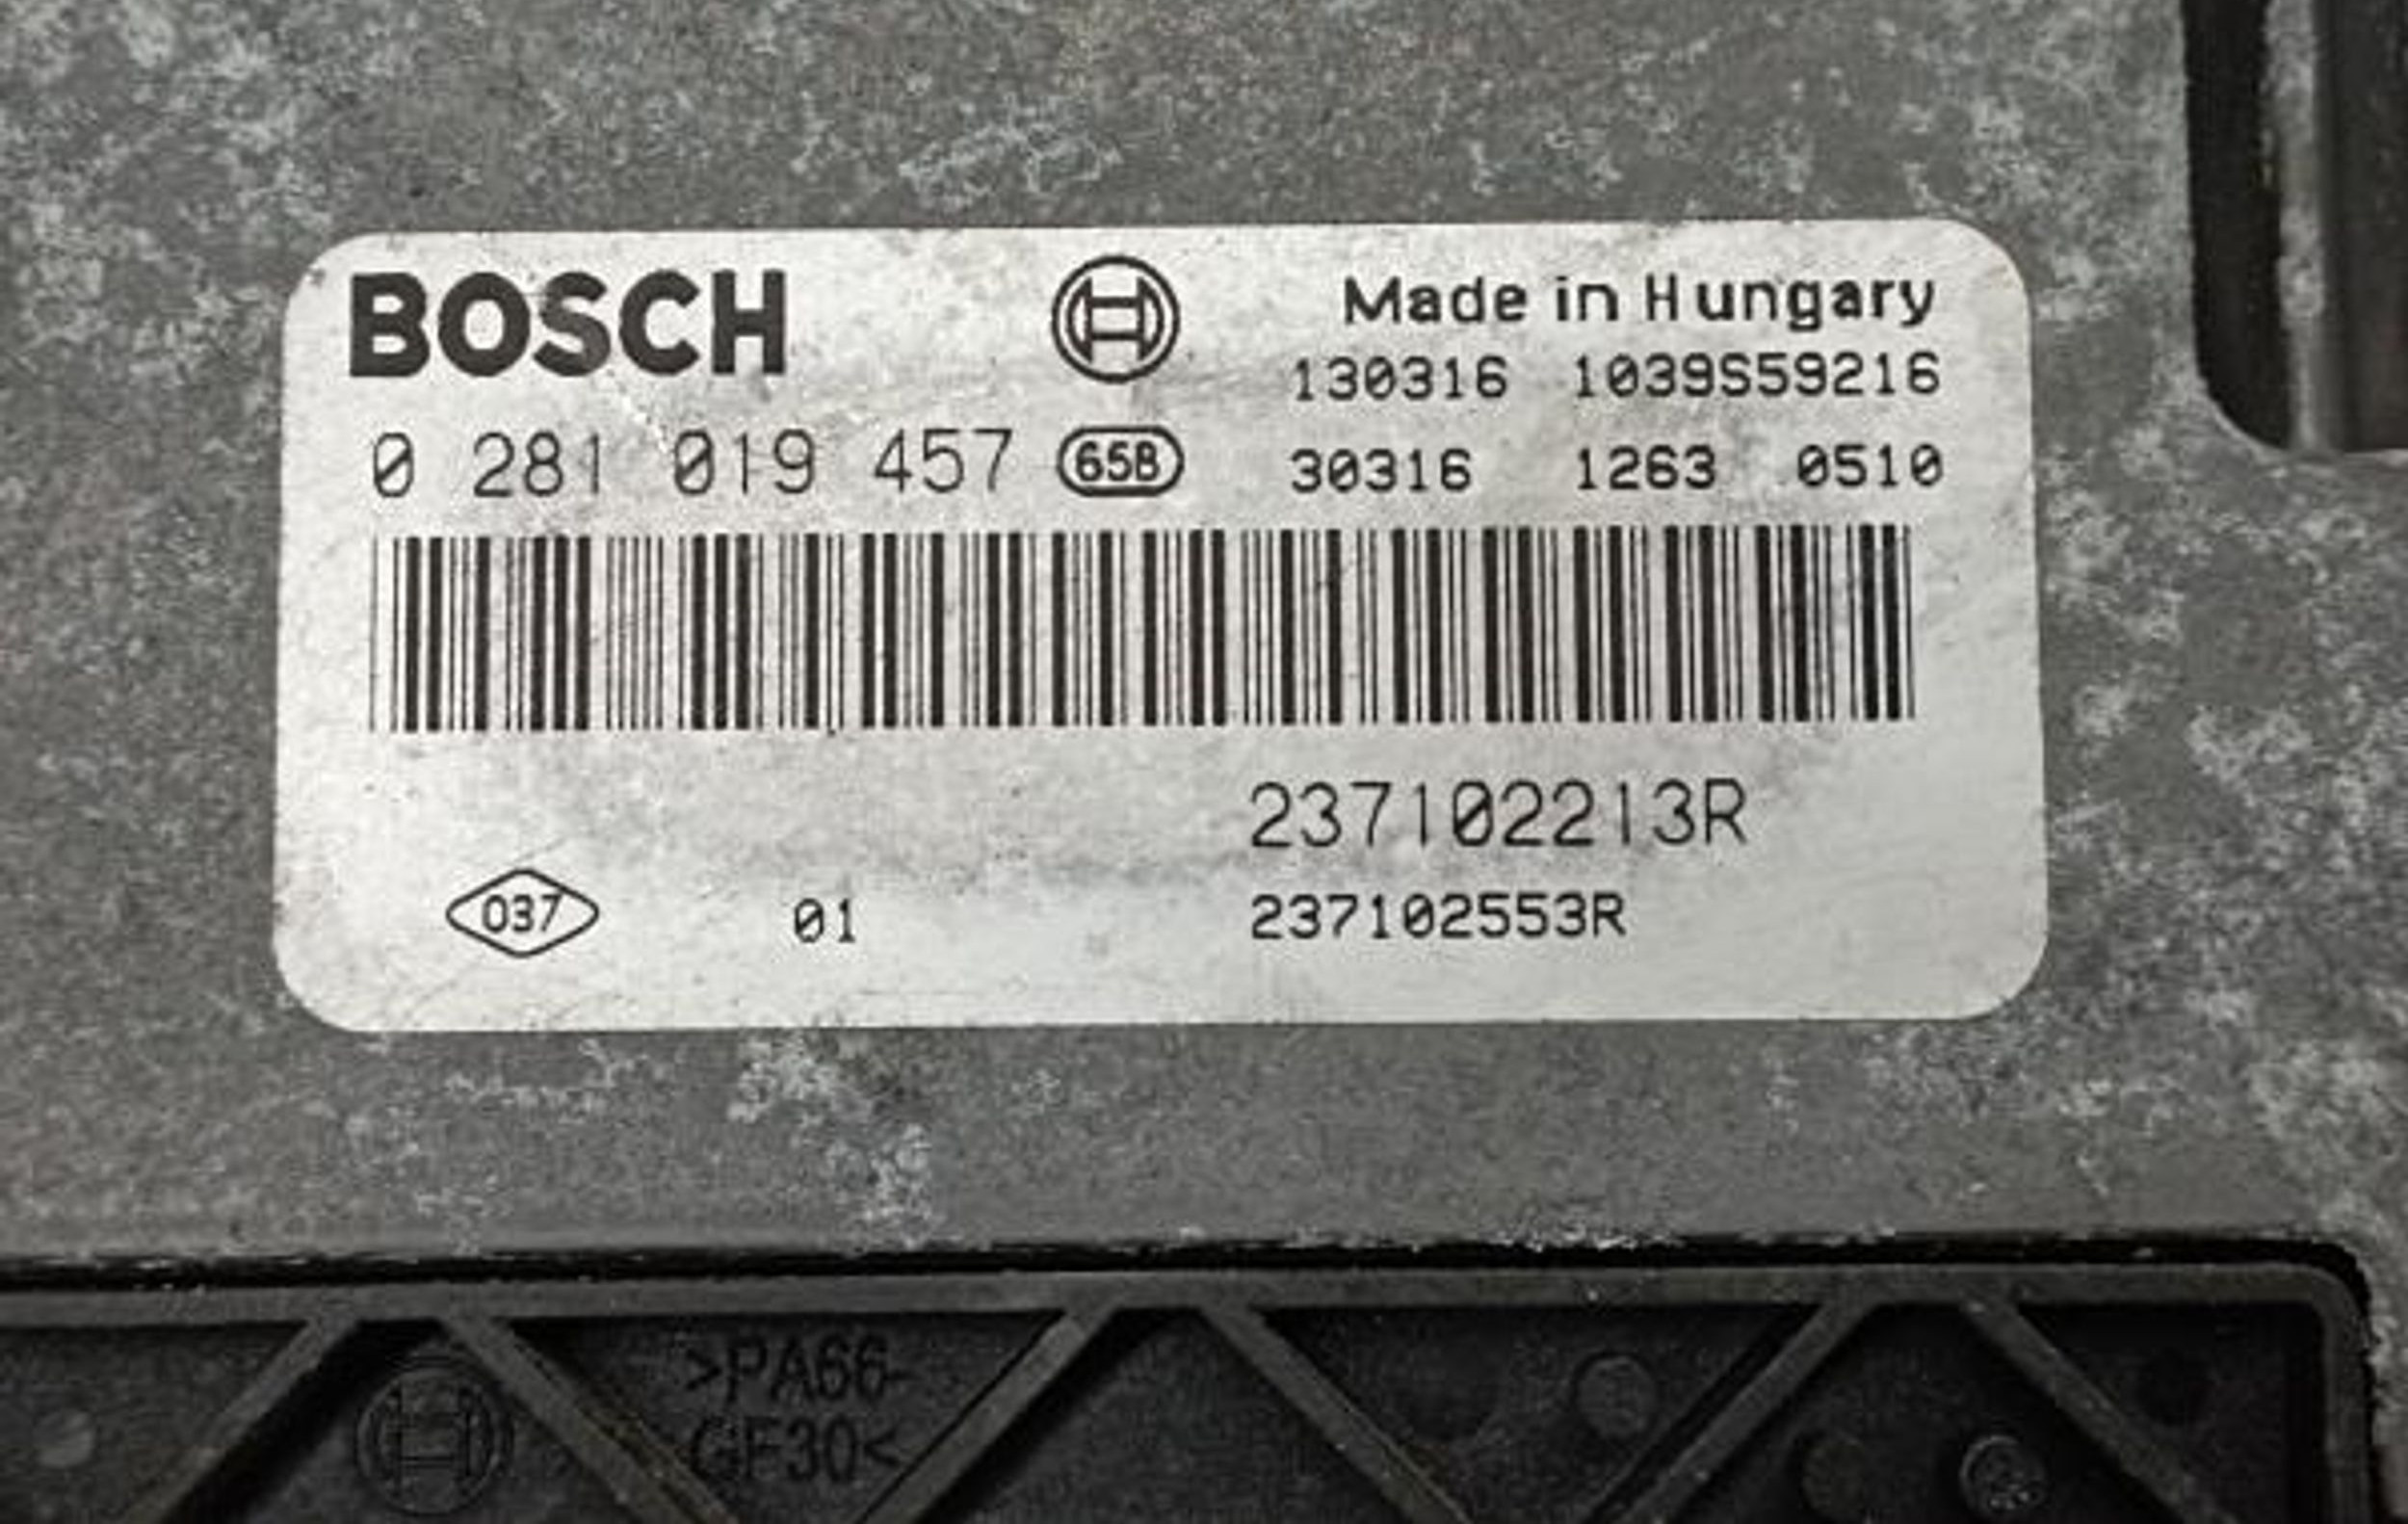 BOSCH
Made in Hungary
130316 1039S59216
0 281 019 457 65B 30316 1263 0510
237102213R
037 01 237102553R
>PA66-
GF30<